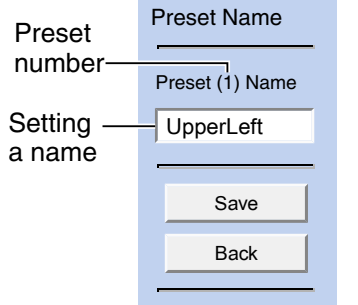 Preset Name
Preset
number
Preset (1) Name
Setting
a name
UpperLeft
Save
Back